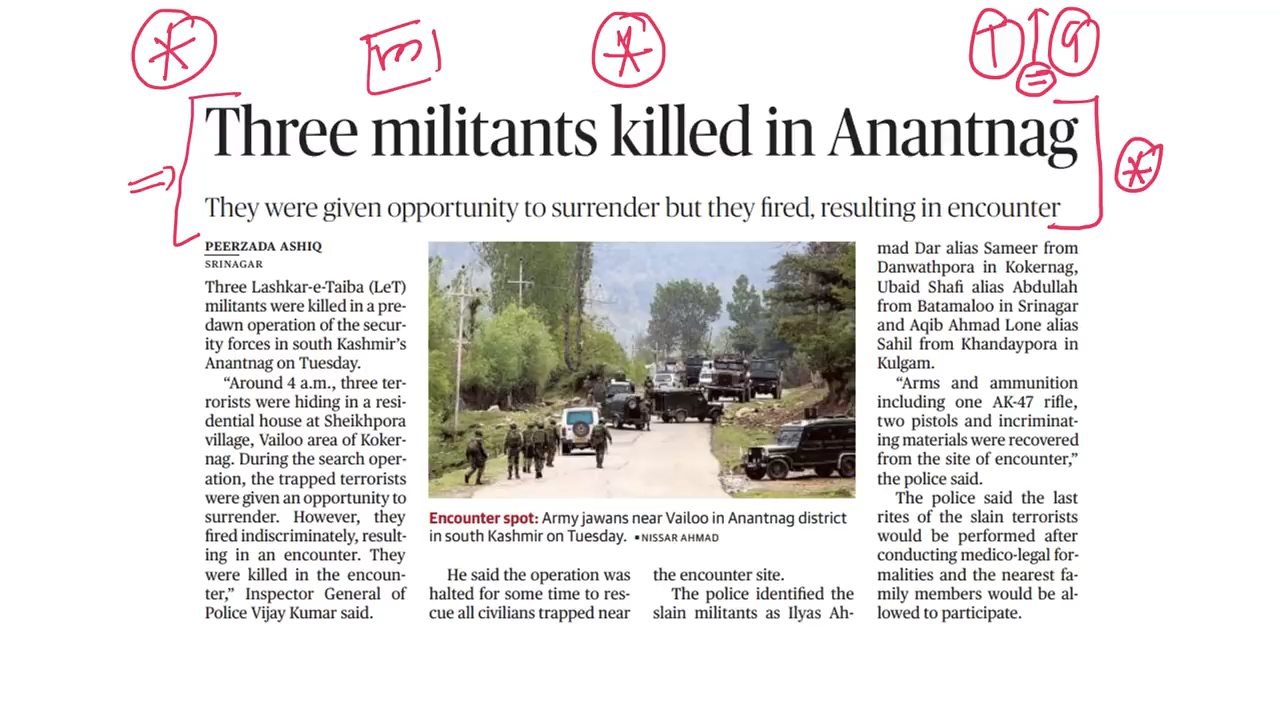 Three militants killed in Anantnag
They were given opportunity to surrender but they fired, resulting in encounter
PEERZADA ASHIQ
SRINAGAR
Three Lashkar-e-Taiba (LeT)
militants were killed in a pre-
dawn operation of the secur-
ity forces in south Kashmir's
Anantnag on Tuesday.
"Around 4 a.m., three ter-
rorists were hiding in a resi-
dential house at Sheikhpora
village, Vailoo area of Koker-
nag. During the search oper-
ation, the trapped terrorists
were given an opportunity to
surrender. However, they
fired indiscriminately, result-
ing in an encounter. They
were killed in the encoun-
ter," Inspector General of
Police Vijay Kumar said.
Encounter spot: Army jawans near Vailoo in Anantnag district
in south Kashmir on Tuesday. ▪NISSAR AHMAD
He said the operation was
halted for some time to res-
cue all civilians trapped near
the encounter site.
The police identified the
slain militants as Ilyas Ah-
mad Dar alias Sameer from
Danwathpora in Kokernag,
Ubaid Shafi alias Abdullah
from Batamaloo in Srinagar
and Aqib Ahmad Lone alias
Sahil from Khandaypora in
Kulgam.
"Arms and ammunition
including one AK-47 rifle,
two pistols and incriminat-
ing materials were recovered
from the site of encounter,"
the police said.
The police said the last
rites of the slain terrorists
would be performed after
conducting medico-legal for-
malities and the nearest fa-
mily members would be al-
lowed to participate.